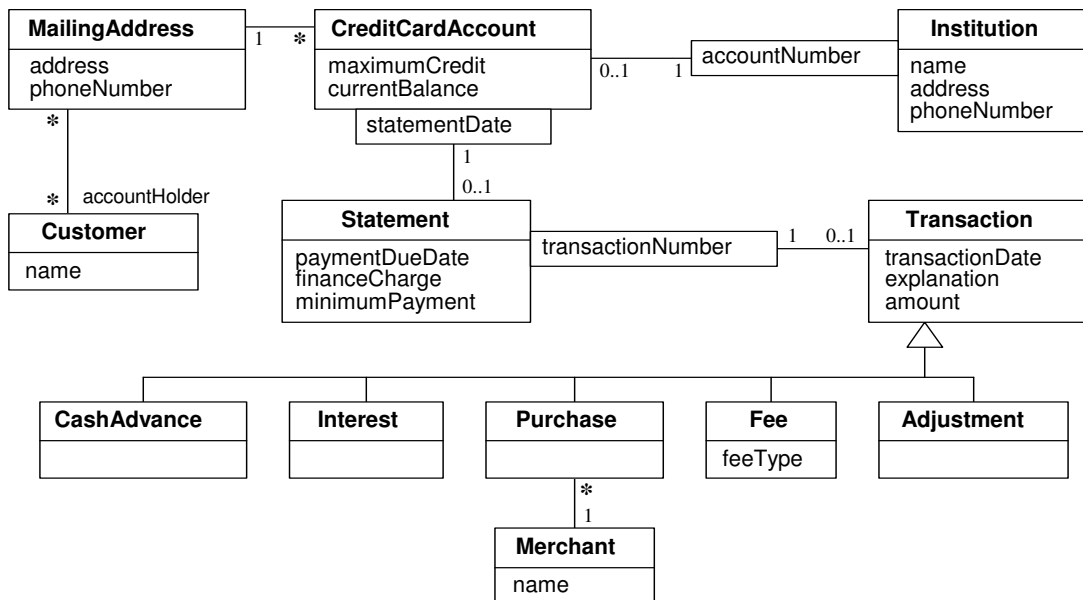 MailingAddress
address
phoneNumber
1
*
CreditCardAccount
maximumCredit
currentBalance
statementDate
0..1
1
accountNumber
Institution
name
address
phoneNumber
*
*
accountHolder
Customer
name
1
0..1
Statement
paymentDueDate
financeCharge
minimumPayment
transactionNumber
1
0..1
Transaction
transactionDate
explanation
amount
CashAdvance
Interest
Purchase
Fee
feeType
Adjustment
*
1
Merchant
name